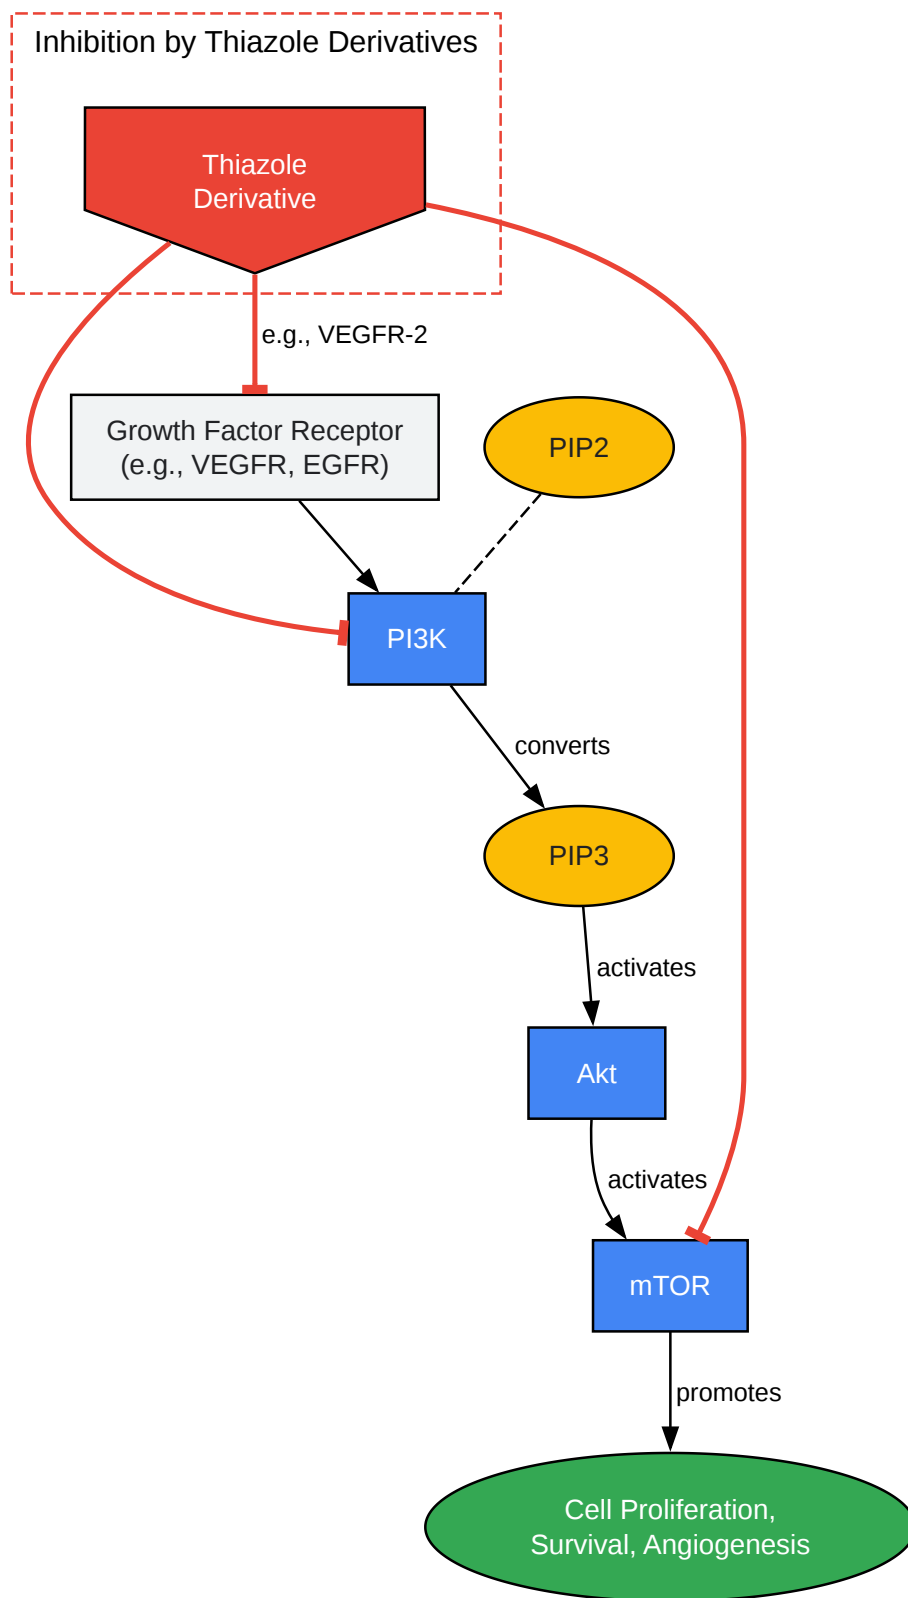 Inhibition by Thiazole Derivatives
Thiazole
Derivative
e.g., VEGFR-2
Growth Factor Receptor
(e.g., VEGFR, EGFR)
PIP2
PI3K
converts
PIP3
activates
Akt
activates
mTOR
promotes
Cell Proliferation,
Survival, Angiogenesis